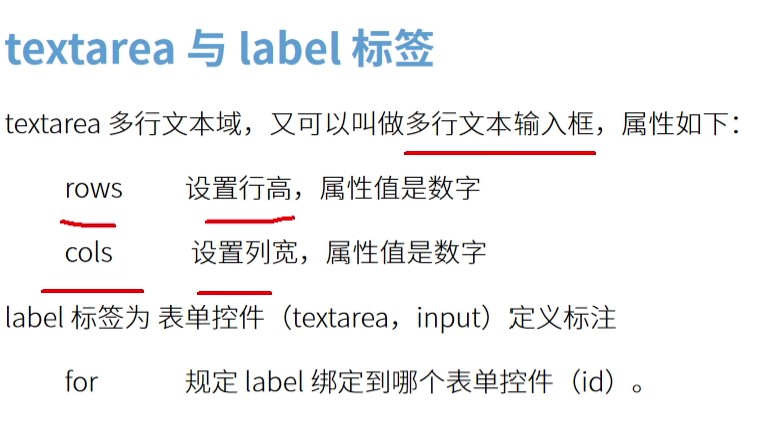 textarea 与 label 标签
textarea 多行文本域，又可以叫做多行文本输入框，属性如下：
rows 设置行高，属性值是数字
cols 设置列宽，属性值是数字
label 标签为 表单控件（textarea，input）定义标注
for 规定 label 绑定到哪个表单控件（id）。